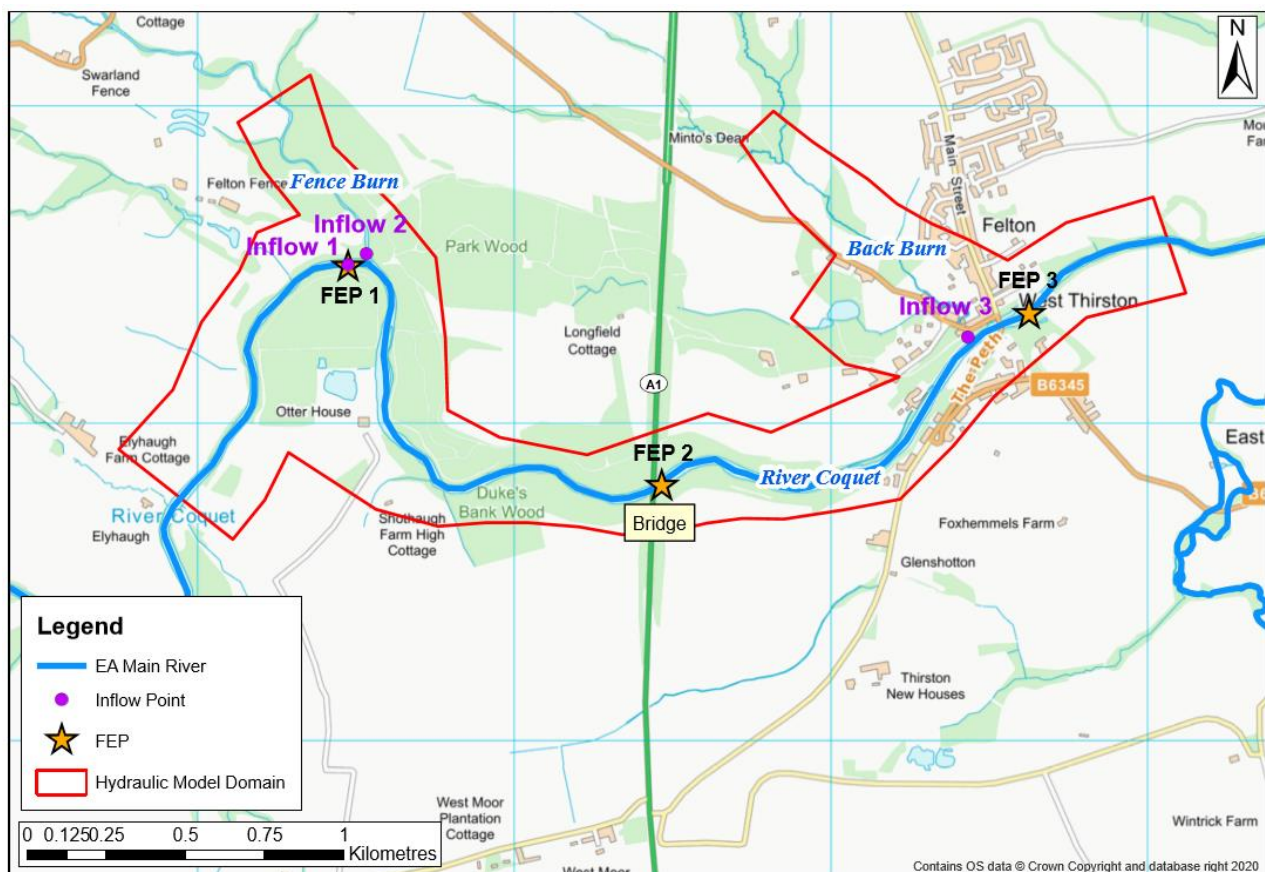 Cottage
Swarland
Fence
Felton Fence
Fence Burn
Inflow 2
Inflow 1
FEP 1
Park Wood
Minto's Dean
Main Street
Felton
Back Burn
Inflow 3
FEP 3
West Thirston
The Peth
B6345
Longfield
Cottage
A1
Otter House
Elyhaugh
Farm Cottage
River Coquet
Elyhaugh
Duke's
Bank Wood
Shothaugh
Farm High
Cottage
FEP 2
Bridge
River Coquet
Foxhemmels Farm
Glenshotton
East
Thirston
New Houses
West Moor
Plantation
Cottage
West Moor
Wintrick Farm
N
Legend
EA Main River
Inflow Point
FEP
Hydraulic Model Domain
0 0.125 0.25 0.5 0.75 1
Kilometres
Contains OS data © Crown Copyright and database right 2020